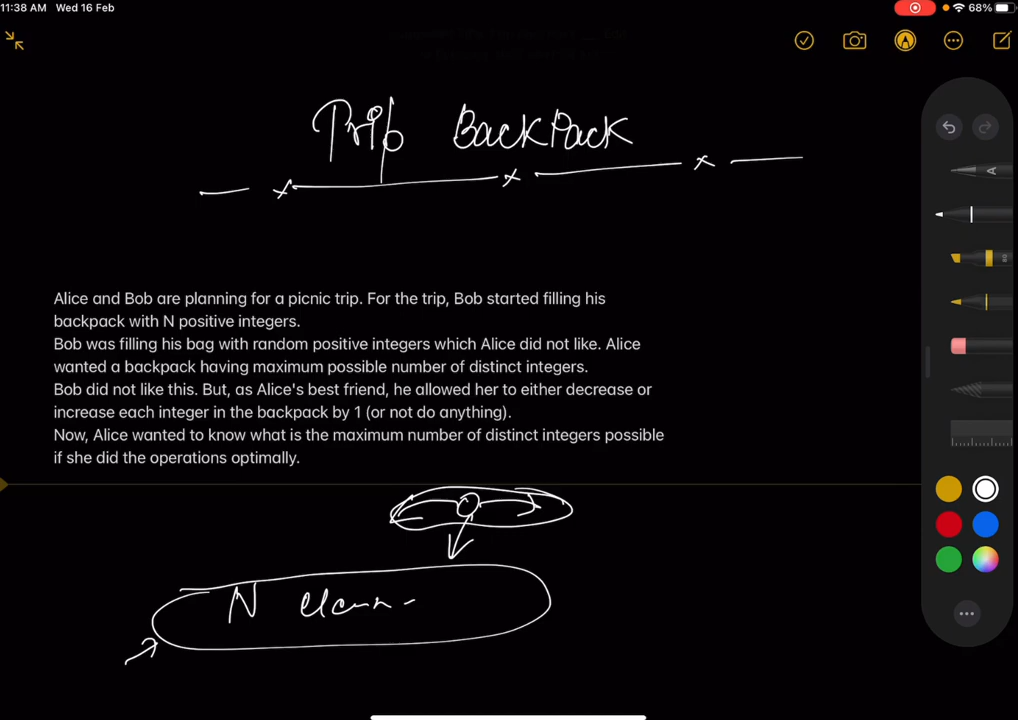 11:38 AM Wed 16 Feb
68%
Trip BackPack
Alice and Bob are planning for a picnic trip. For the trip, Bob started filling his
backpack with N positive integers.
Bob was filling his bag with random positive integers which Alice did not like. Alice
wanted a backpack having maximum possible number of distinct integers.
Bob did not like this. But, as Alice's best friend, he allowed her to either decrease or
increase each integer in the backpack by 1 (or not do anything).
Now, Alice wanted to know what is the maximum number of distinct integers possible
if she did the operations optimally.
N
A
80